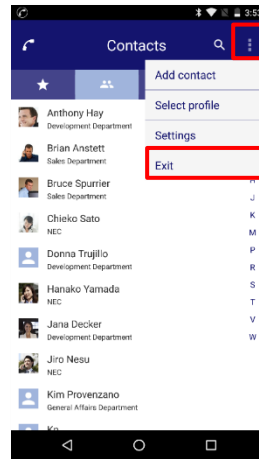 3:53
Contacts
Add contact
Select profile
Settings
Exit
Anthony Hay
Development Department
Brian Anstett
Sales Department
Bruce Spurrier
Sales Department
Chieko Sato
NEC
Donna Trujillo
Development Department
Hanako Yamada
NEC
Jana Decker
Development Department
Jiro Nesu
NEC
Kim Provenzano
General Affairs Department
J
K
M
P
R
S
T
V
W